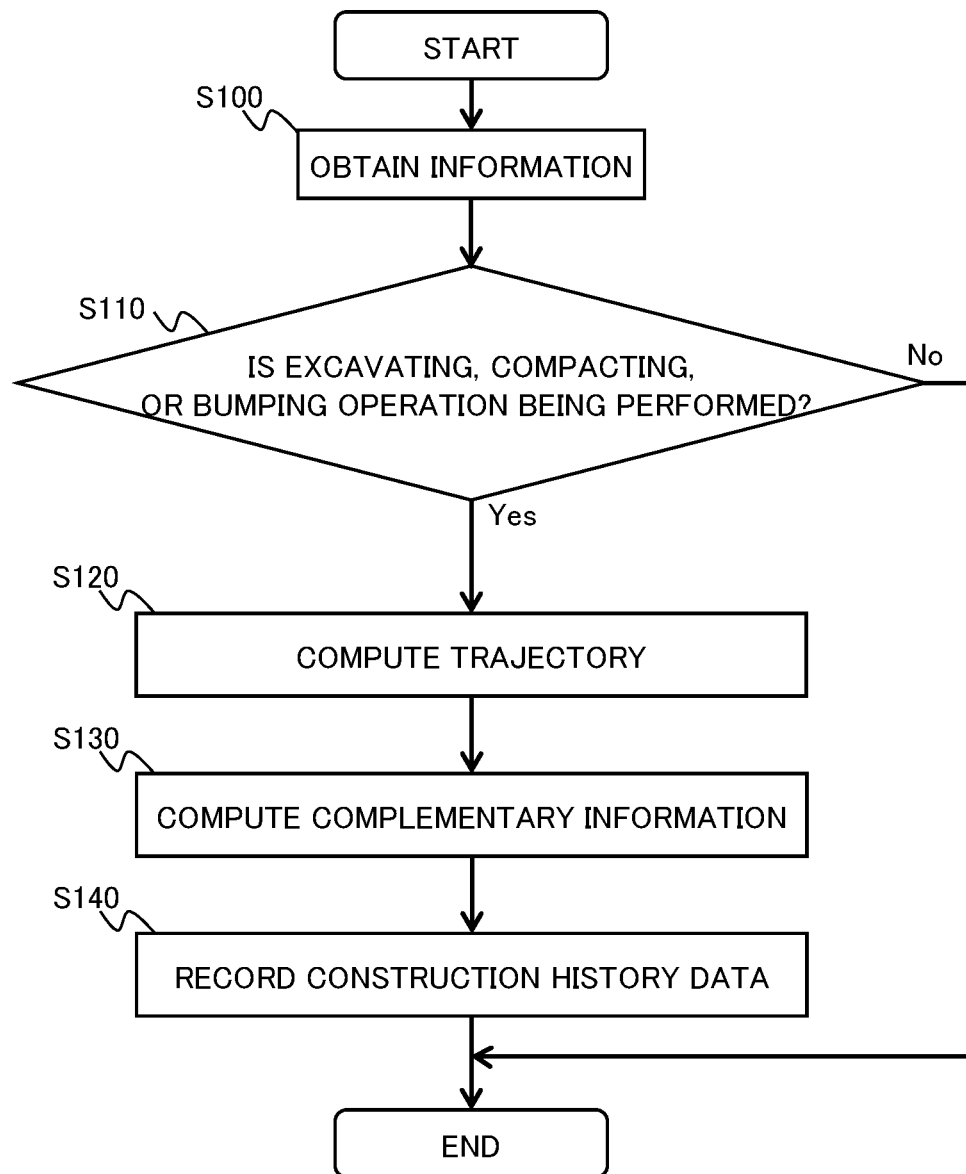 START
S100
OBTAIN INFORMATION
S110
IS EXCAVATING, COMPACTING,
OR BUMPING OPERATION BEING PERFORMED?
No
Yes
S120
COMPUTE TRAJECTORY
S130
COMPUTE COMPLEMENTARY INFORMATION
S140
RECORD CONSTRUCTION HISTORY DATA
END